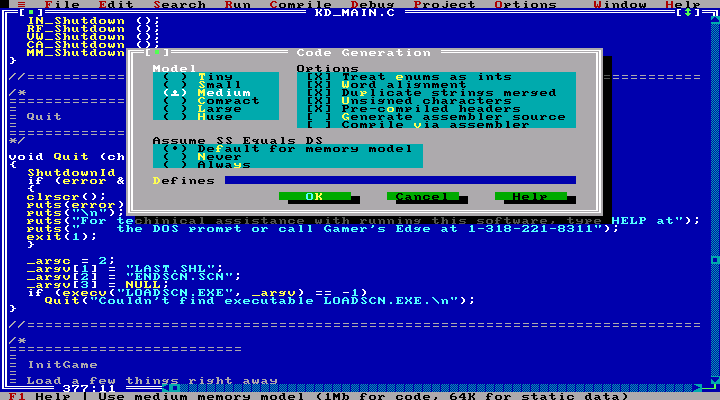 ≡ File Edit Search Run Compile Debug Project Options Window Help
[■] KD_MAIN.C 1=[↕]
IN_Shutdown ();
RF_Shutdown ();
VW_Shutdown ();
CA_Shutdown ();
MM_Shutdown ();
}
//===========================================================================
/*
==========================
=
= Quit
=
==========================
*/
void Quit (ch
{
ShutdownId
if (error &
{
clrscr();
puts(error)
puts("\n");
puts("For techinical assistance with running this software, type HELP at");
puts("    the DOS prompt or call Gamer's Edge at 1-318-221-8311");
exit(1);
}
_argc = 2;
_argv[1] = "LAST.SHL";
_argv[2] = "ENDSCN.SCN";
_argv[3] = NULL;
if (execv("LOADSCN.EXE", _argv) == -1)
Quit("Couldn't find executable LOADSCN.EXE.\n");
}
//===========================================================================
/*
==========================
=
= InitGame
=
= Load a few things right away
377:11
Code Generation
Model
( ) Tiny
( ) Small
(•) Medium
( ) Compact
( ) Large
( ) Huge
Options
[X] Treat enums as ints
[X] Word alignment
[X] Duplicate strings merged
[X] Unsigned characters
[X] Pre-compiled headers
[ ] Generate assembler source
[ ] Compile via assembler
Assume SS Equals DS
(•) Default for memory model
( ) Never
( ) Always
Defines
OK Cancel Help
F1 Help | Use medium memory model (1Mb for code, 64K for static data)